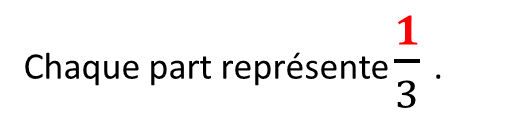 Chaque part représente 1/3 .